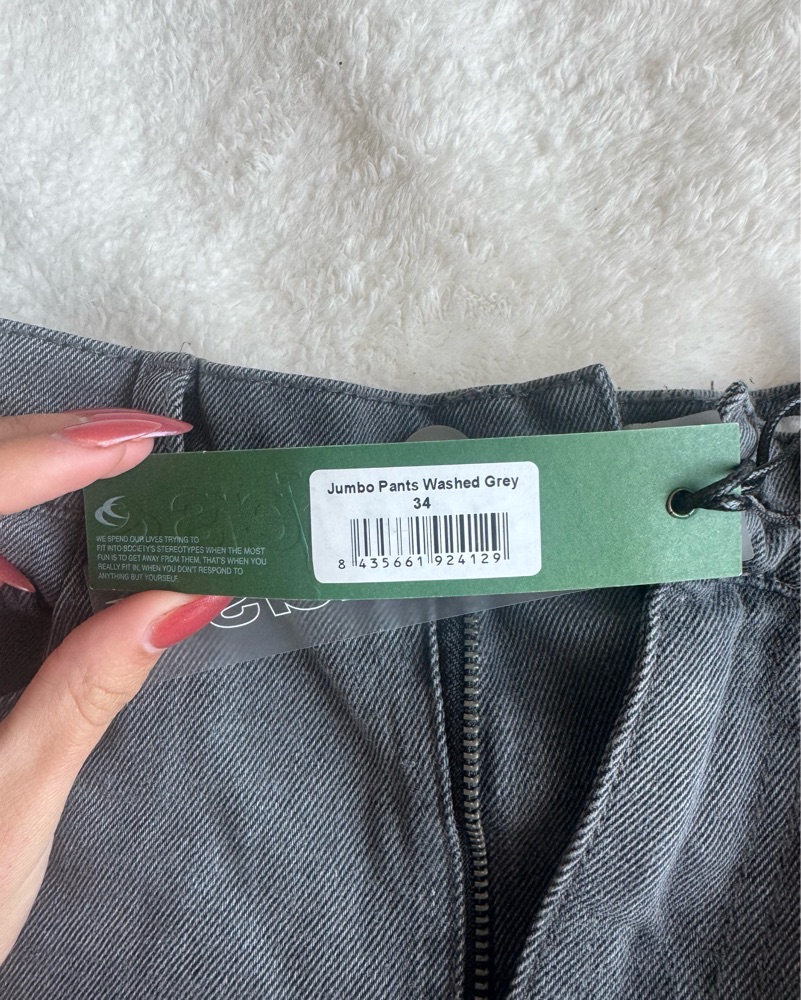 Jumbo Pants Washed Grey
34
8 435661 924129
WE SPEND OUR LIVES TRYING TO
FIT INTO SOCIETY'S STEREOTYPES WHEN THE MOST
FUN IS TO GET AWAY FROM THEM, THAT'S WHEN YOU
REALLY FIT IN, WHEN YOU DON'T RESPOND TO
ANYTHING BUT YOURSELF.